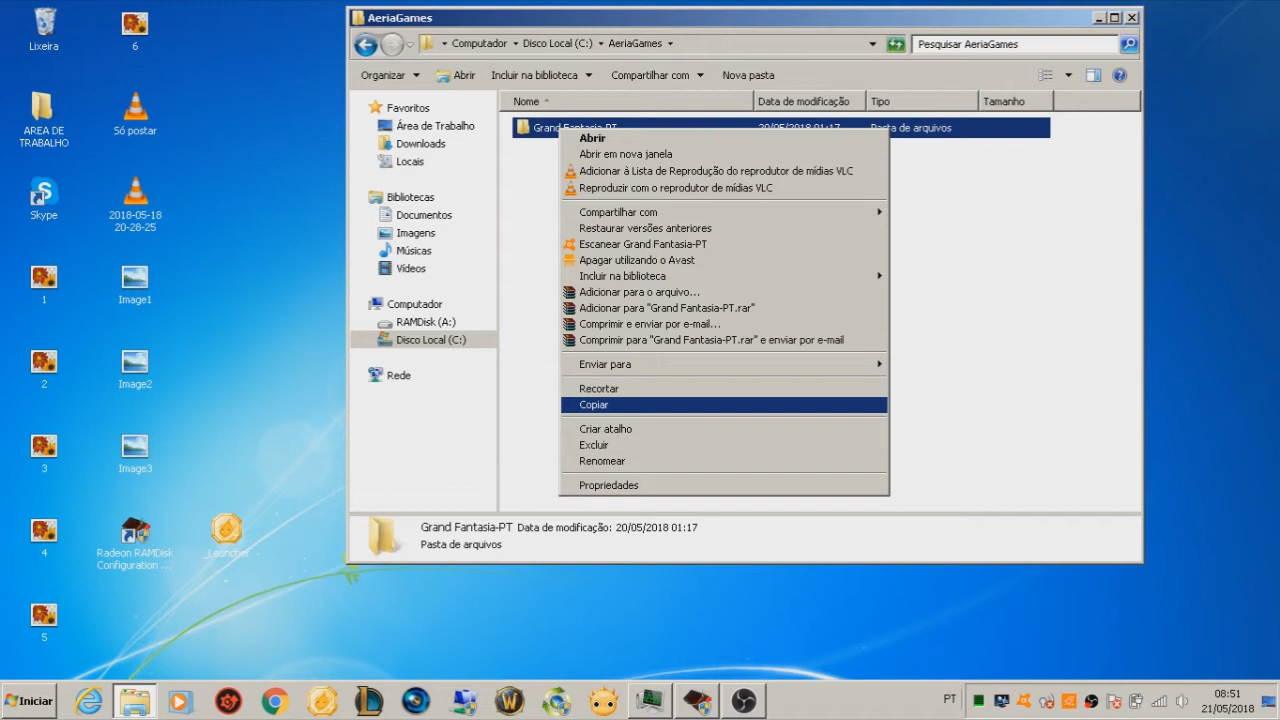 Lixeira
6
AREA DE
TRABALHO
Só postar
Skype
2018-05-18
20-28-25
1
Image1
2
Image2
3
Image3
4
Radeon RAMDisk
Configuration ...
_Launcher
5
AeriaGames
Computador
Disco Local (C:)
AeriaGames
Pesquisar AeriaGames
Organizar
Abrir
Incluir na biblioteca
Compartilhar com
Nova pasta
Favoritos
Área de Trabalho
Downloads
Locais
Bibliotecas
Documentos
Imagens
Músicas
Vídeos
Computador
RAMDisk (A:)
Disco Local (C:)
Rede
Nome
Data de modificação
Tipo
Tamanho
Grand Fantasia-PT
20/05/2018 01:17
Pasta de arquivos
Abrir
Abrir em nova janela
Adicionar à Lista de Reprodução do reprodutor de mídias VLC
Reproduzir com o reprodutor de mídias VLC
Compartilhar com
Restaurar versões anteriores
Escanear Grand Fantasia-PT
Apagar utilizando o Avast
Incluir na biblioteca
Adicionar para o arquivo...
Adicionar para "Grand Fantasia-PT.rar"
Comprimir e enviar por e-mail...
Comprimir para "Grand Fantasia-PT.rar" e enviar por e-mail
Enviar para
Recortar
Copiar
Criar atalho
Excluir
Renomear
Propriedades
Grand Fantasia-PT Data de modificação: 20/05/2018 01:17
Pasta de arquivos
Iniciar
PT
08:51
21/05/2018